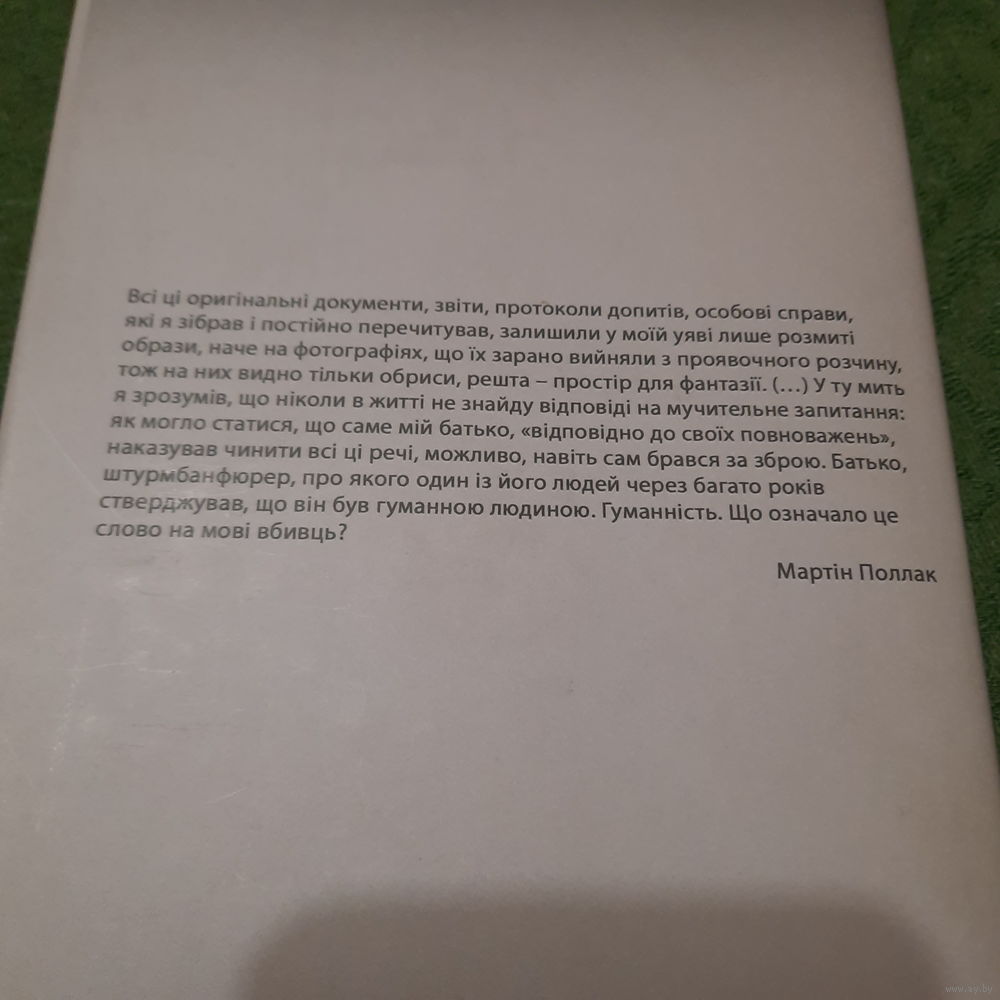 Всі ці оригінальні документи, звіти, протоколи допитів, особові справи,
які я зібрав і постійно перечитував, залишили у моїй уяві лише розмиті
образи, наче на фотографіях, що їх зарано вийняли з проявочного розчину,
тож на них видно тільки обриси, решта – простір для фантазії. (...) У ту мить
я зрозумів, що ніколи в житті не знайду відповіді на мучительне запитання:
як могло статися, що саме мій батько, «відповідно до своїх повноважень»,
наказував чинити всі ці речі, можливо, навіть сам брався за зброю. Батько,
штурмбанфюрер, про якого один із його людей через багато років
стверджував, що він був гуманною людиною. Гуманність. Що означало це
слово на мові вбивць?
Мартін Поллак
www.ay.by